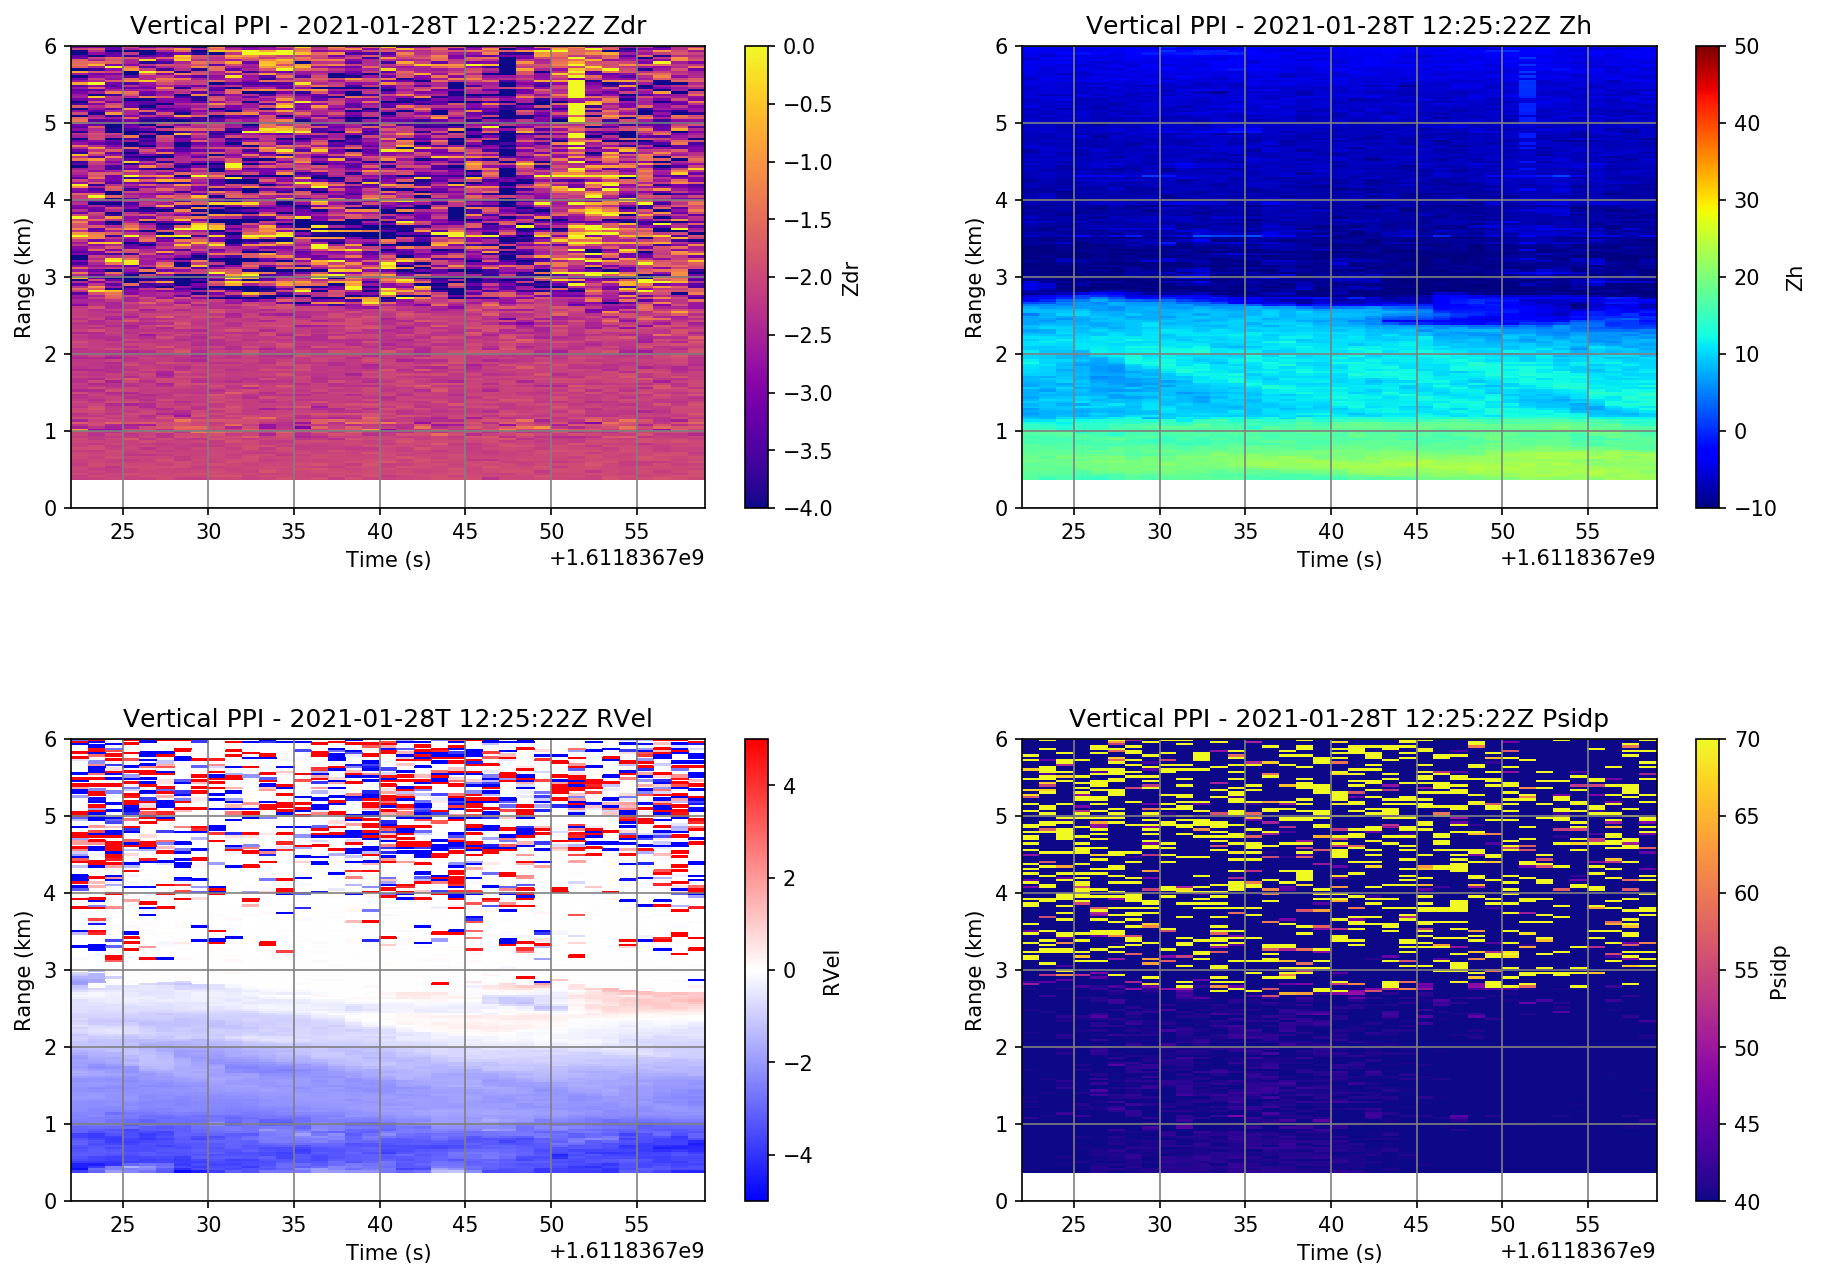 Vertical PPI - 2021-01-28T 12:25:22Z Zdr
6
5
4
3
2
1
0
Range (km)
25 30 35 40 45 50 55
Time (s)
+1.6118367e9
0.0
−0.5
−1.0
−1.5
−2.0
−2.5
−3.0
−3.5
−4.0
Zdr
Vertical PPI - 2021-01-28T 12:25:22Z Zh
6
5
4
3
2
1
0
Range (km)
25 30 35 40 45 50 55
Time (s)
+1.6118367e9
50
40
30
20
10
0
−10
Zh
Vertical PPI - 2021-01-28T 12:25:22Z RVel
6
5
4
3
2
1
0
Range (km)
25 30 35 40 45 50 55
Time (s)
+1.6118367e9
4
2
0
−2
−4
RVel
Vertical PPI - 2021-01-28T 12:25:22Z Psidp
6
5
4
3
2
1
0
Range (km)
25 30 35 40 45 50 55
Time (s)
+1.6118367e9
70
65
60
55
50
45
40
Psidp